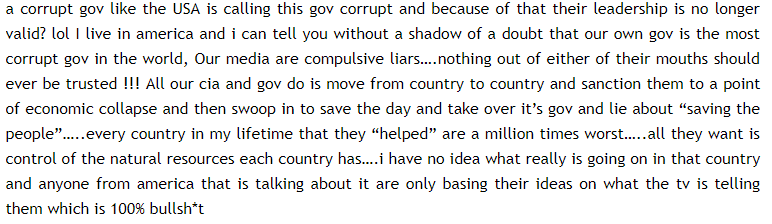 a corrupt gov like the USA is calling this gov corrupt and because of that their leadership is no longer
valid? lol I live in america and i can tell you without a shadow of a doubt that our own gov is the most
corrupt gov in the world, Our media are compulsive liars….nothing out of either of their mouths should
ever be trusted !!! All our cia and gov do is move from country to country and sanction them to a point
of economic collapse and then swoop in to save the day and take over it’s gov and lie about “saving the
people”…..every country in my lifetime that they “helped” are a million times worst…..all they want is
control of the natural resources each country has….i have no idea what really is going on in that country
and anyone from america that is talking about it are only basing their ideas on what the tv is telling
them which is 100% bullsh*t